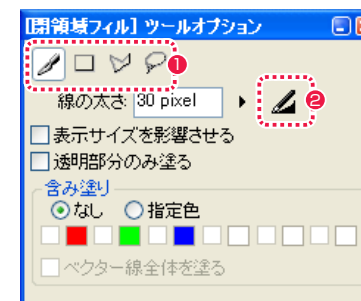 [閉領域フィル] ツールオプション
1
線の太さ: 30 pixel
2
表示サイズを影響させる
透明部分のみ塗る
含み塗り
なし 指定色
ベクター線全体を塗る